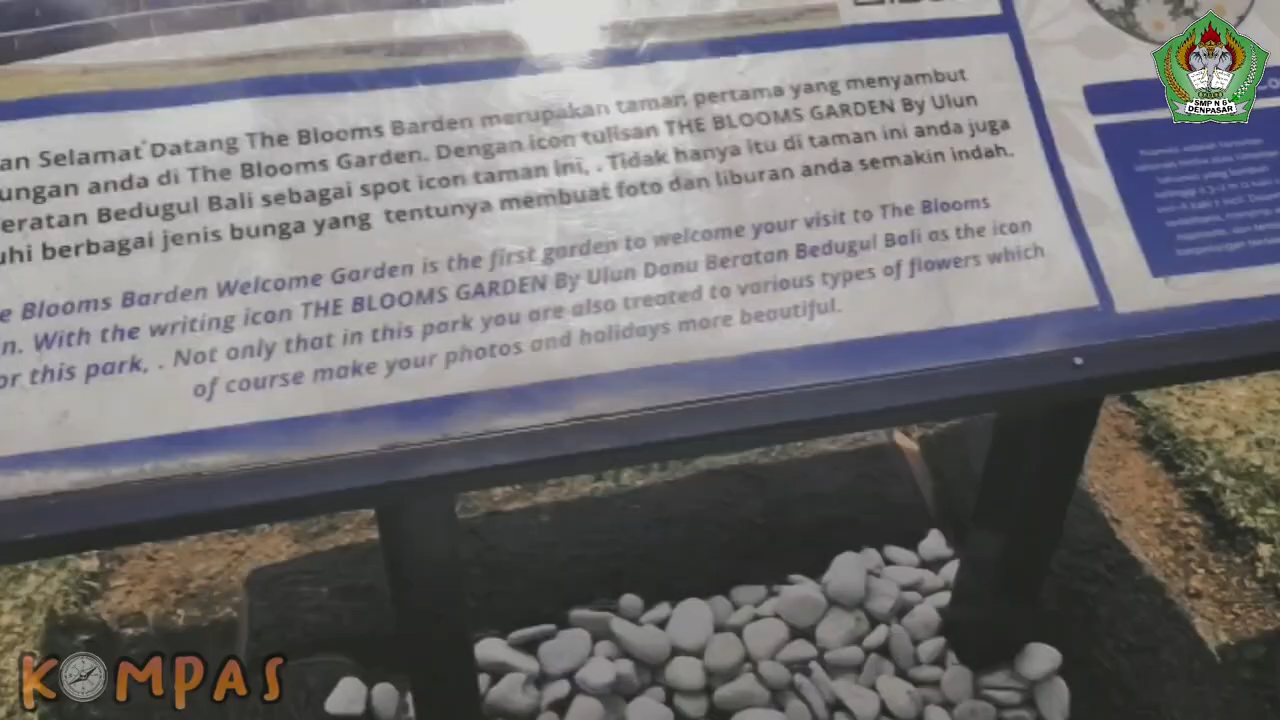 an Selamat Datang The Blooms Barden merupakan taman pertama yang menyambut
ungan anda di The Blooms Garden. Dengan icon tulisan THE BLOOMS GARDEN By Ulun
eratan Bedugul Bali sebagai spot icon taman ini, . Tidak hanya itu di taman ini anda juga
uhi berbagai jenis bunga yang tentunya membuat foto dan liburan anda semakin indah.
e Blooms Barden Welcome Garden is the first garden to welcome your visit to The Blooms
n. With the writing icon THE BLOOMS GARDEN By Ulun Danu Beratan Bedugul Bali as the icon
or this park, . Not only that in this park you are also treated to various types of flowers which
of course make your photos and holidays more beautiful.
SMP N 6
DENPASAR
KOMPAS